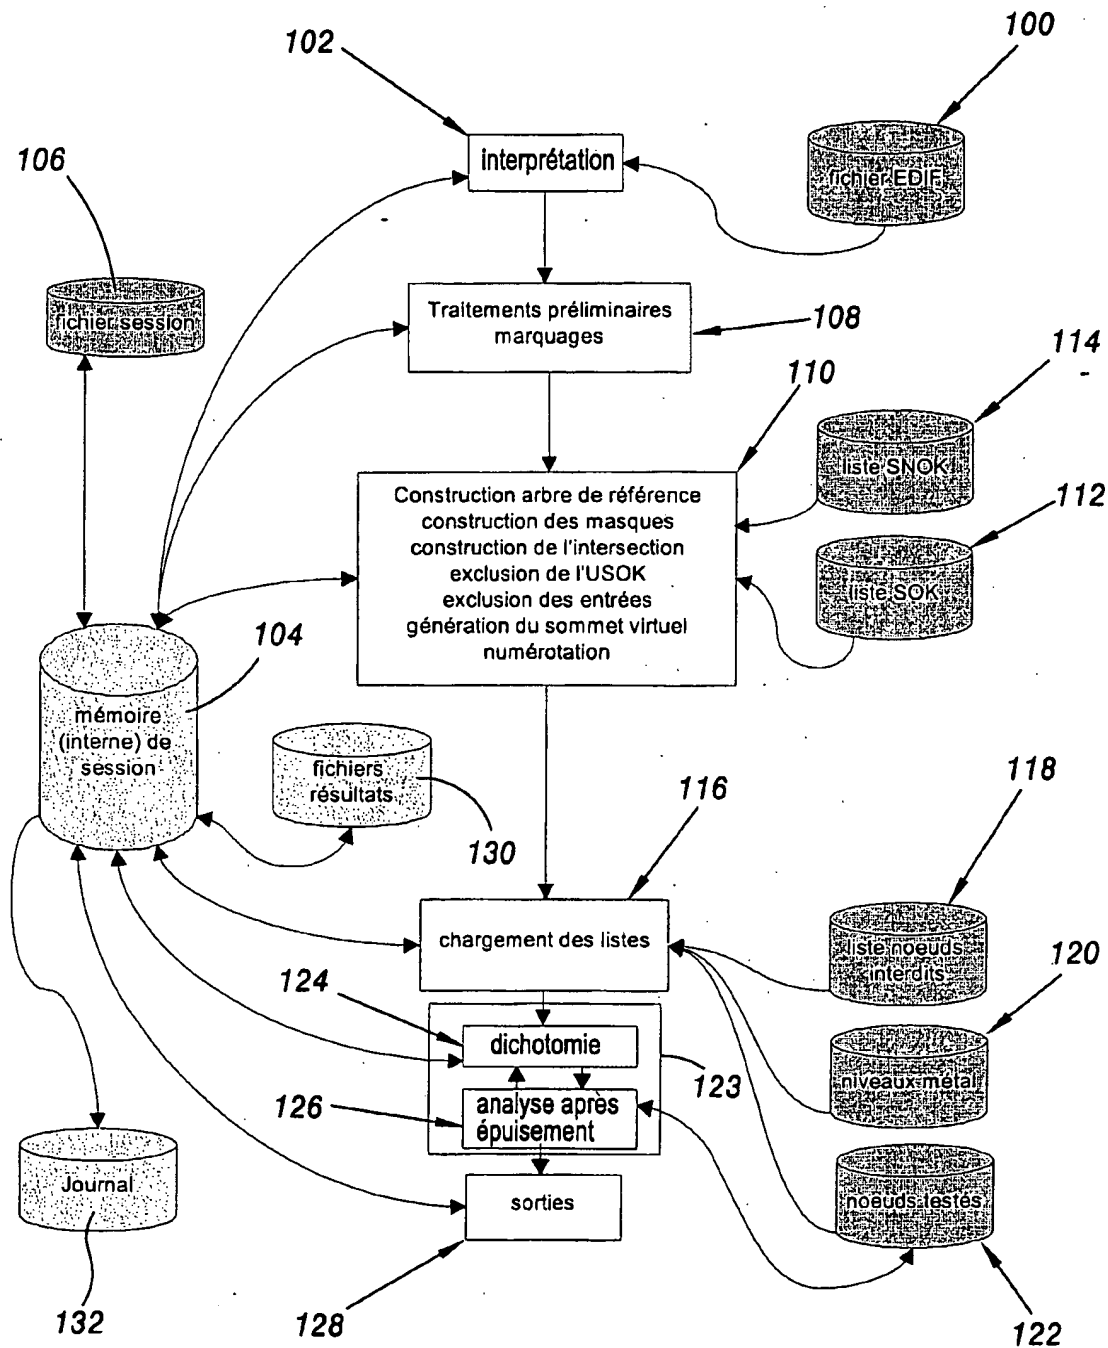 102
100
interprétation
fichier EDIF
106
fichier session
Traitements préliminaires
marquages
108
114
110
liste SNOK
Construction arbre de référence
construction des masques
construction de l'intersection
exclusion de l'USOK
exclusion des entrées
génération du sommet virtuel
numérotation
112
liste SOK
104
mémoire
(interne) de
session
fichiers
résultats
130
116
118
chargement des listes
liste noeuds
interdits
120
124
dichotomie
123
niveaux métal
126
analyse après
épuisement
Journal
sorties
noeuds testés
132
128
122